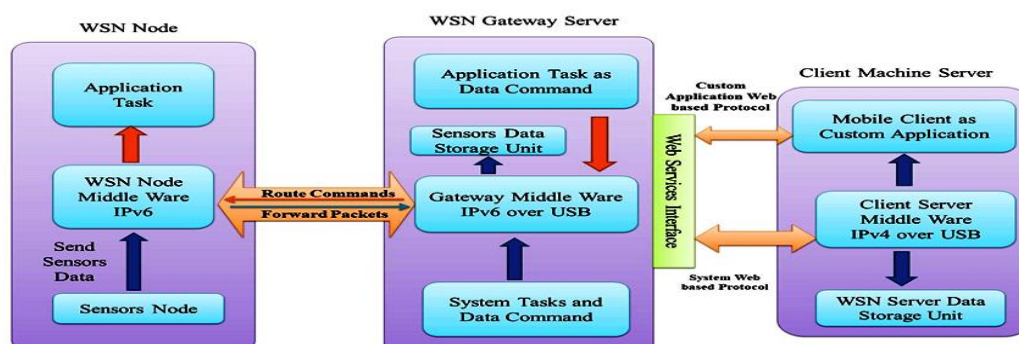 WSN Node
Application
Task
WSN Node
Middle Ware
IPv6
Send
Sensors
Data
Sensors Node
Route Commands
Forward Packets
WSN Gateway Server
Application Task as
Data Command
Sensors Data
Storage Unit
Gateway Middle Ware
IPv6 over USB
System Tasks and
Data Command
Web Services Interface
Custom
Application Web
based Protocol
System Web
based Protocol
Client Machine Server
Mobile Client as
Custom Application
Client Server
Middle Ware
IPv4 over USB
WSN Server Data
Storage Unit